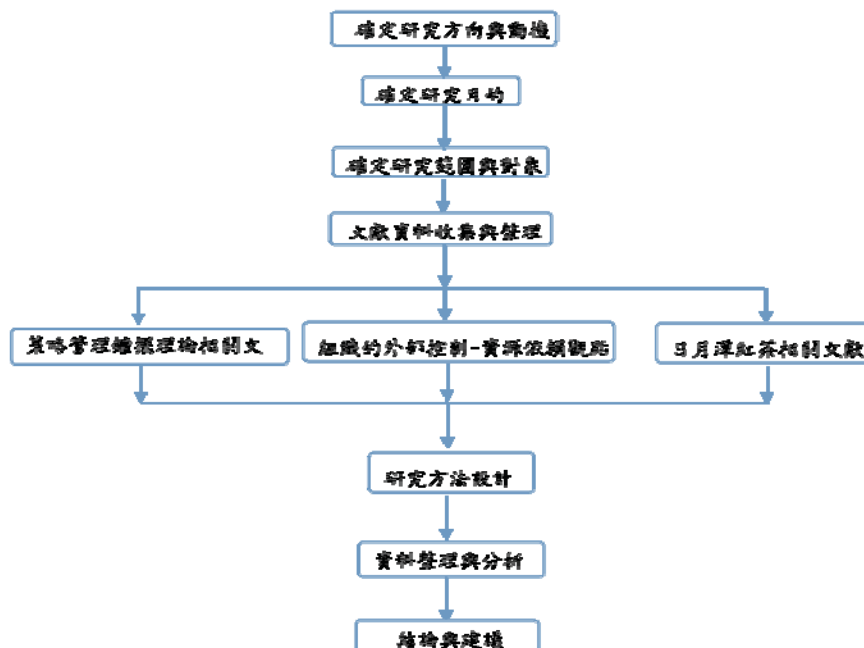 確定研究方向與動機
確定研究目的
確定研究範圍與對象
文獻資料收集與整理
策略管理鑲攏理論相關文
組織的外部控制-資源依賴觀點
日月潭紅茶相關文獻
研究方法設計
資料整理與分析
結論與建議